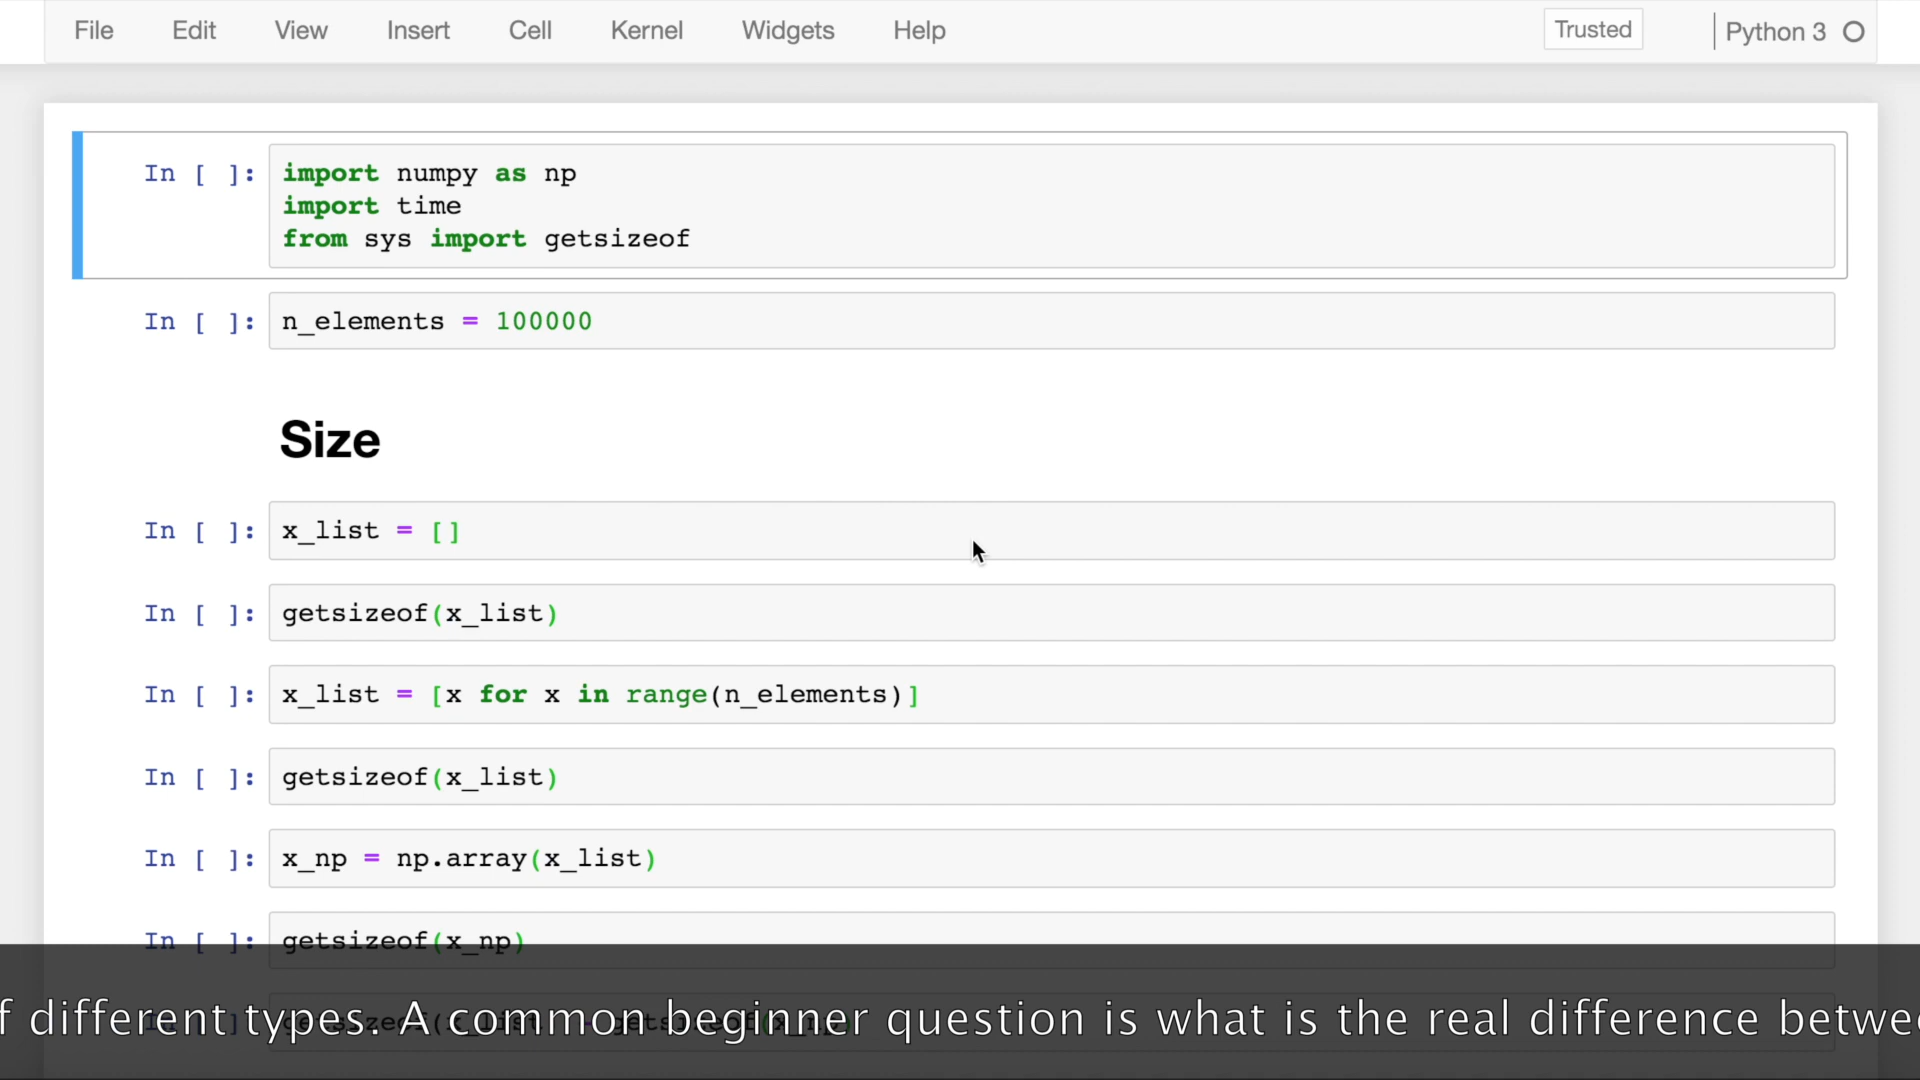 File Edit View Insert Cell Kernel Widgets Help Trusted Python 3
In [ ]: import numpy as np
import time
from sys import getsizeof
In [ ]: n_elements = 100000
Size
In [ ]: x_list = []
In [ ]: getsizeof(x_list)
In [ ]: x_list = [x for x in range(n_elements)]
In [ ]: getsizeof(x_list)
In [ ]: x_np = np.array(x_list)
In [ ]: getsizeof(x_np)
f different types. A common beginner question is what is the real difference betwee